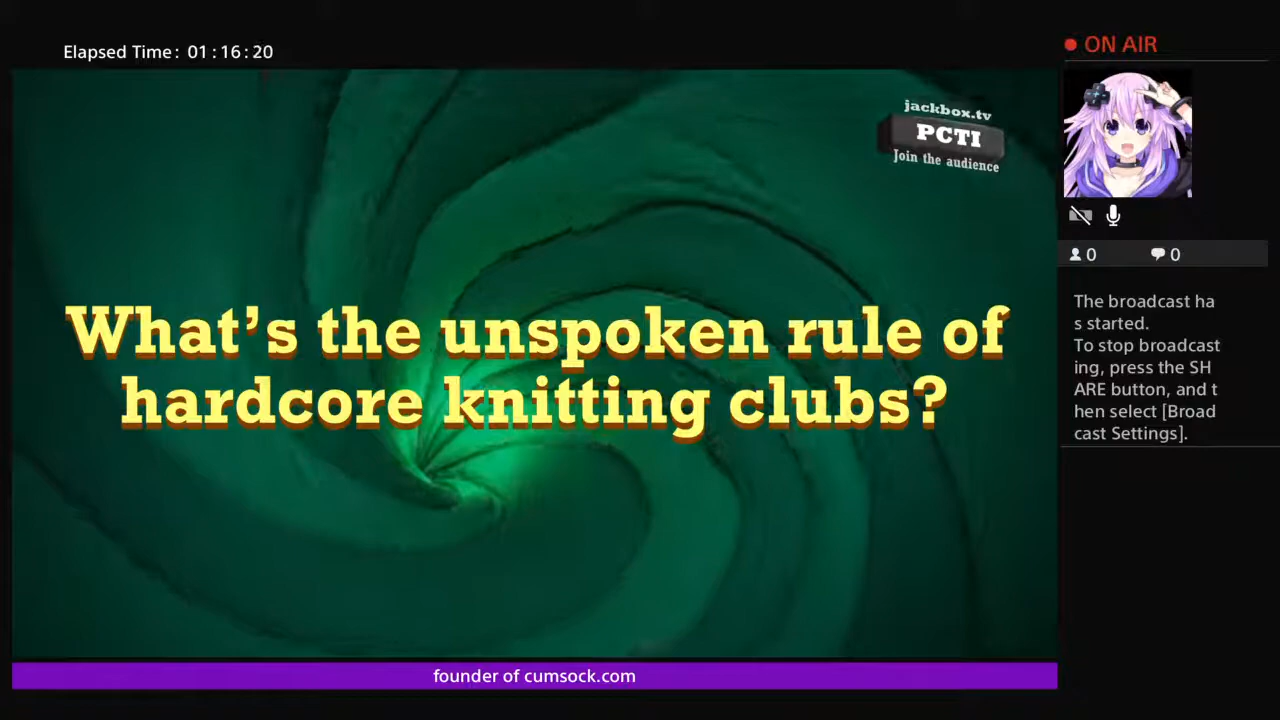 Elapsed Time: 01:16:20
ON AIR
jackbox.tv
PCTI
Join the audience
What's the unspoken rule of
hardcore knitting clubs?
0
0
The broadcast ha
s started.
To stop broadcast
ing, press the SH
ARE button, and t
hen select [Broad
cast Settings].
founder of cumsock.com